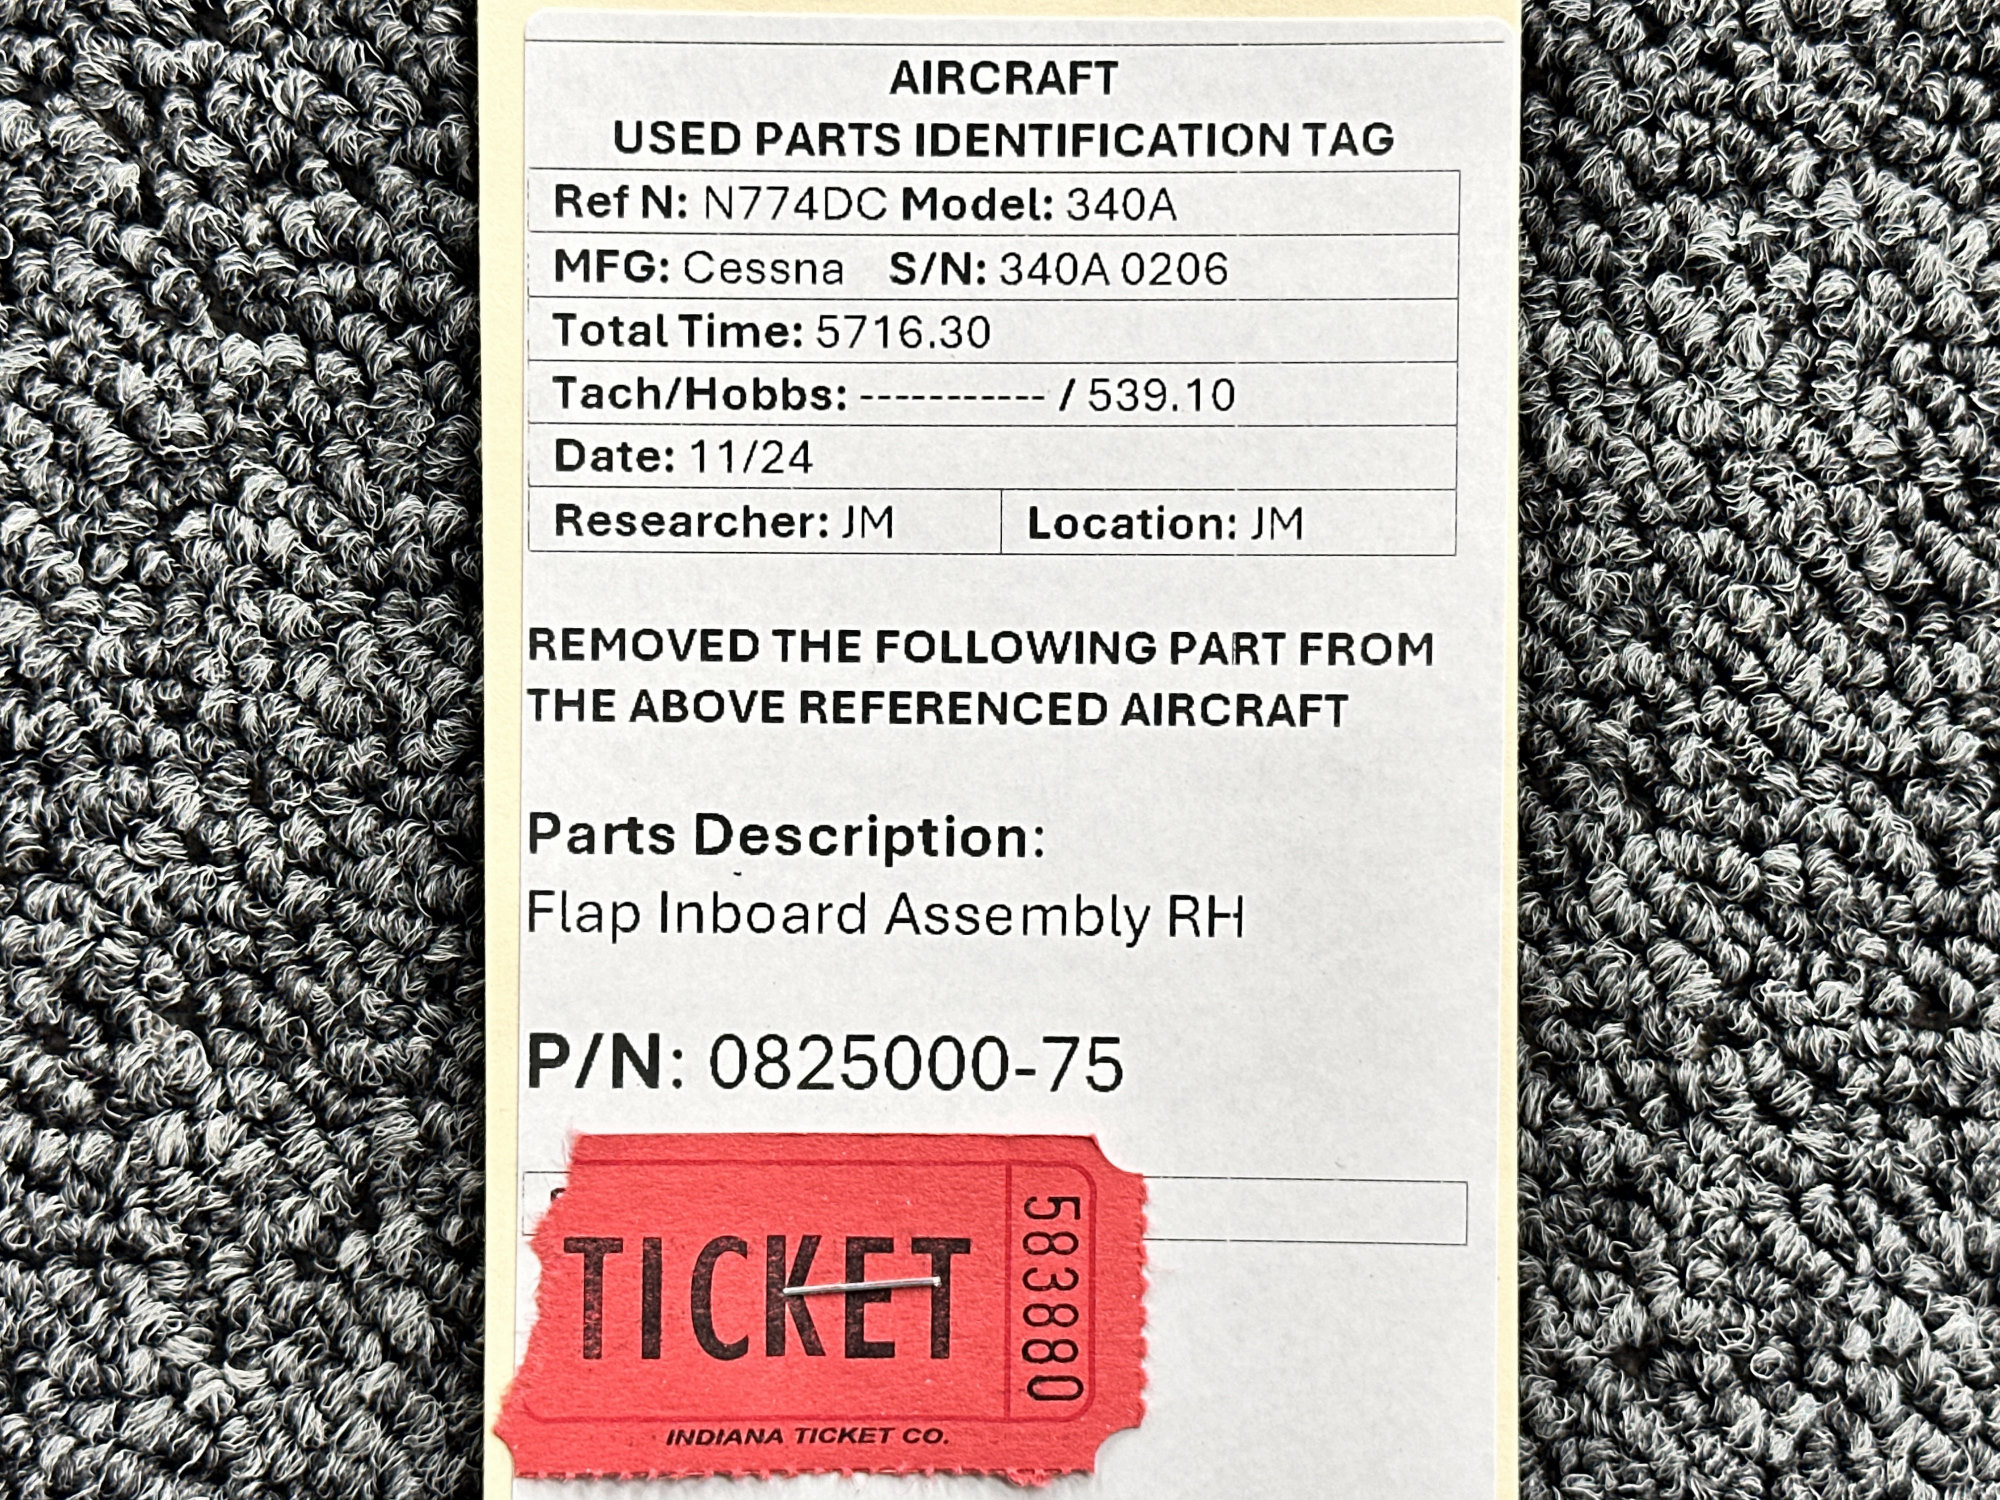 AIRCRAFT
USED PARTS IDENTIFICATION TAG
Ref N: N774DC Model: 340A
MFG: Cessna S/N: 340A 0206
Total Time: 5716.30
Tach/Hobbs: ----------- / 539.10
Date: 11/24
Researcher: JM Location: JM
REMOVED THE FOLLOWING PART FROM
THE ABOVE REFERENCED AIRCRAFT
Parts Description:
Flap Inboard Assembly RH
P/N: 0825000-75
TICKET
583880
INDIANA TICKET CO.